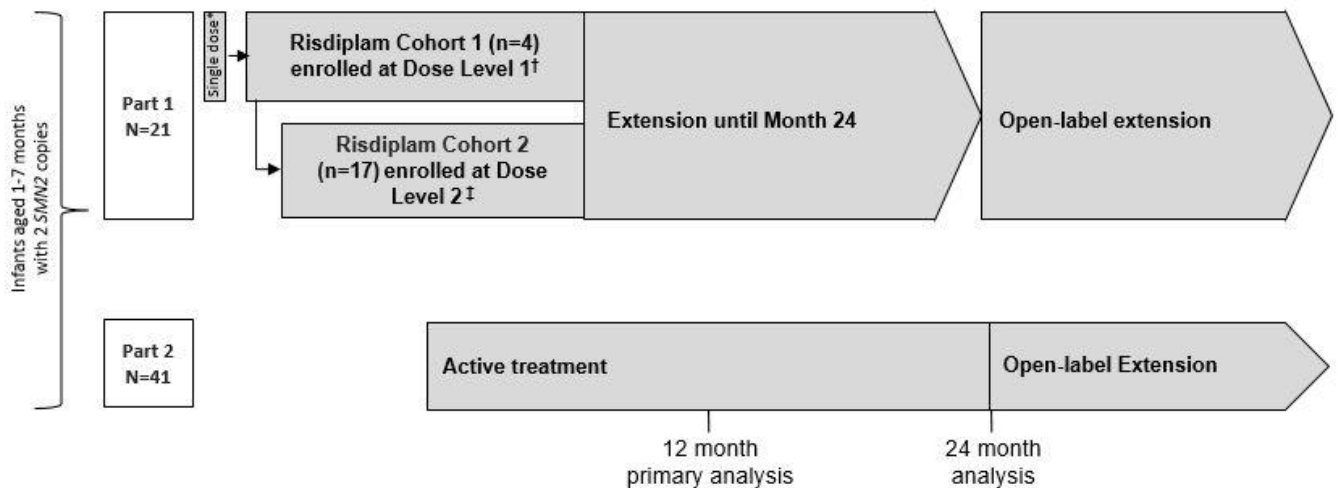 Infants aged 1-7 months
with 2 SMN2 copies
Part 1
N=21
Single dose*
Risdiplam Cohort 1 (n=4)
enrolled at Dose Level 1†
Risdiplam Cohort 2
(n=17) enrolled at Dose
Level 2‡
Extension until Month 24
Open-label extension
Part 2
N=41
Active treatment
Open-label Extension
12 month
primary analysis
24 month
analysis